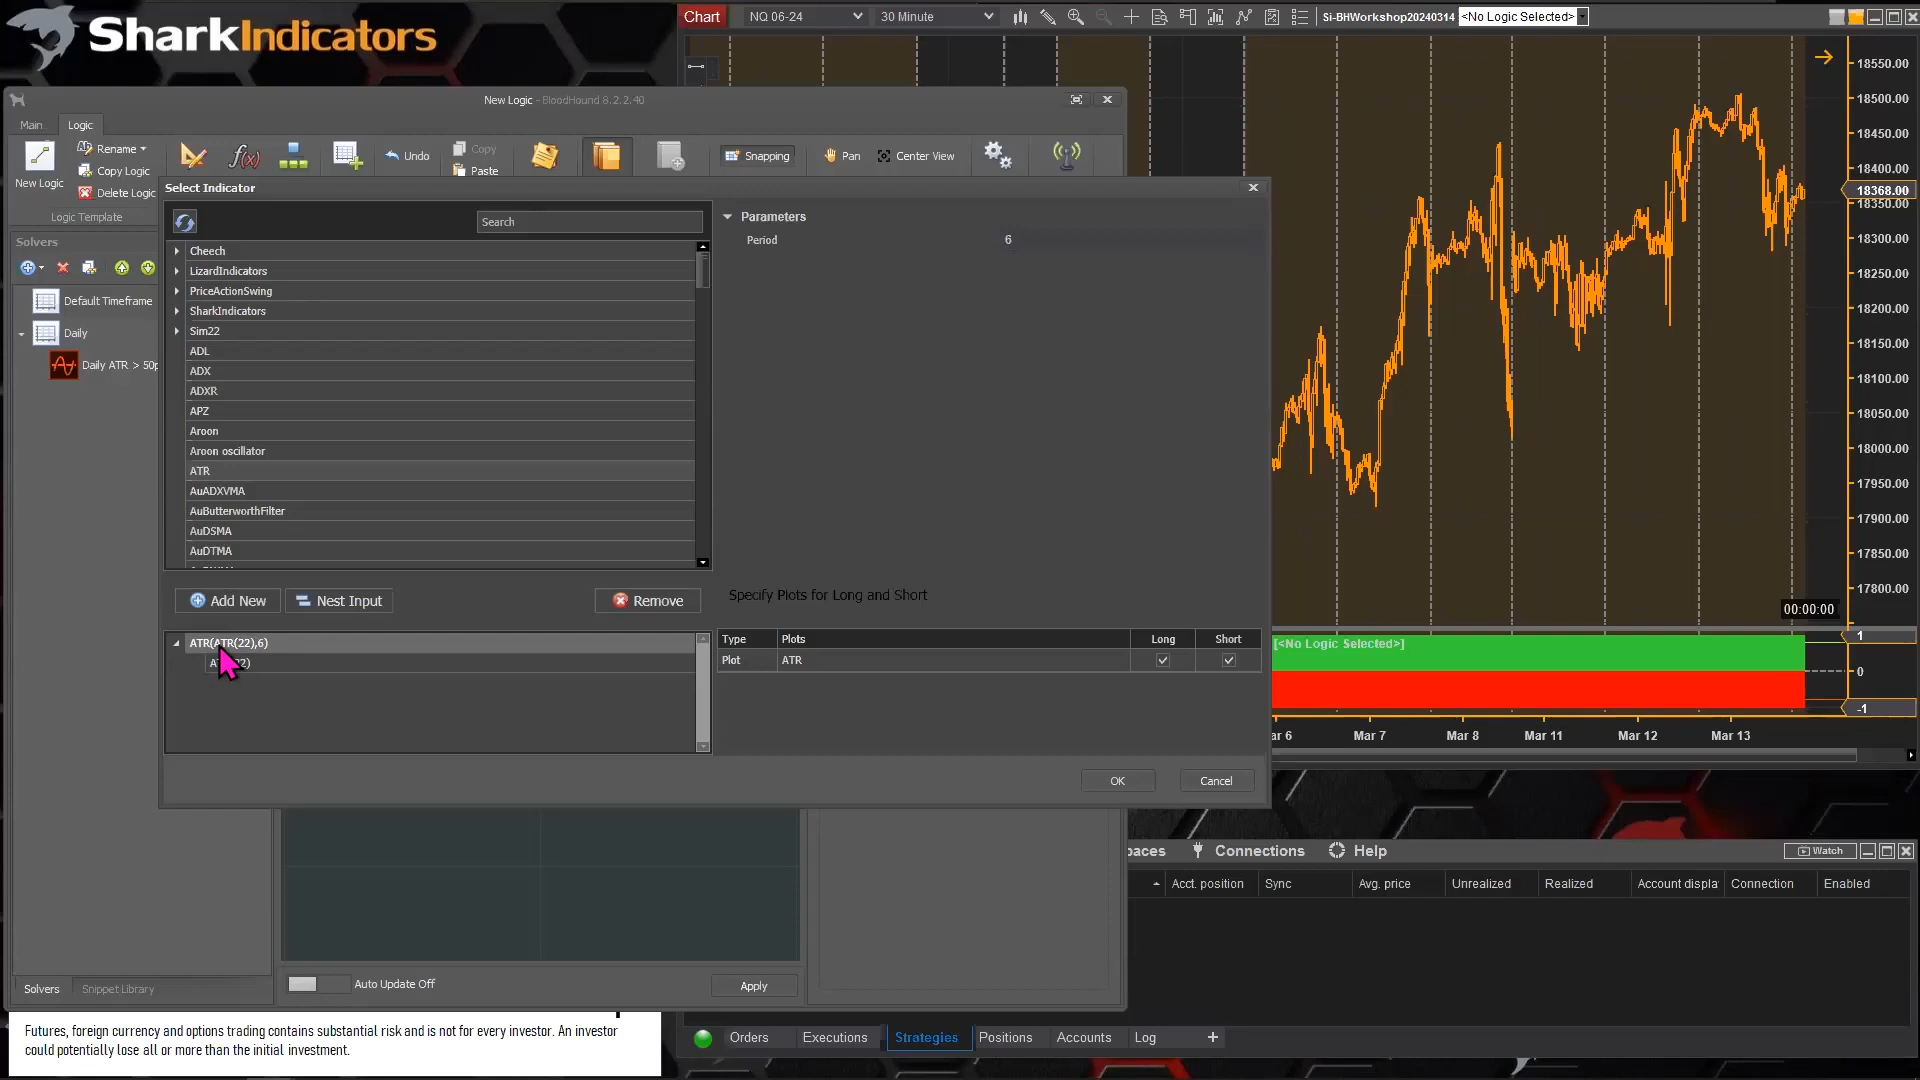 SharkIndicators
Chart
NQ 06-24
30 Minute
Si-BHWorkshop20240314
<No Logic Selected>
New Logic - BloodHound 8.2.2.40
Main
Logic
New Logic
Rename
Copy Logic
Delete Logic
Logic Template
Undo
Copy
Paste
Snapping
Pan
Center View
Solvers
Default Timeframe
Daily
Daily ATR > 50p
Select Indicator
Search
Cheech
LizardIndicators
PriceActionSwing
SharkIndicators
Sim22
ADL
ADX
ADXR
APZ
Aroon
Aroon oscillator
ATR
AuADXVMA
AuButterworthFilter
AuDSMA
AuDTMA
Parameters
Period 6
Add New
Nest Input
Remove
Specify Plots for Long and Short
ATR(ATR(22),6)
Type Plots Long Short
Plot ATR
OK
Cancel
18550.00
18500.00
18450.00
18400.00
18368.00
18350.00
18300.00
18250.00
18200.00
18150.00
18100.00
18050.00
18000.00
17950.00
17900.00
17850.00
17800.00
00:00:00
[<No Logic Selected>]
1
0
-1
ar 6
Mar 7
Mar 8
Mar 11
Mar 12
Mar 13
paces
Connections
Help
Watch
Acct. position
Sync
Avg. price
Unrealized
Realized
Account displa
Connection
Enabled
Auto Update Off
Apply
Solvers
Snippet Library
Orders
Executions
Strategies
Positions
Accounts
Log
+
Futures, foreign currency and options trading contains substantial risk and is not for every investor. An investor
could potentially lose all or more than the initial investment.